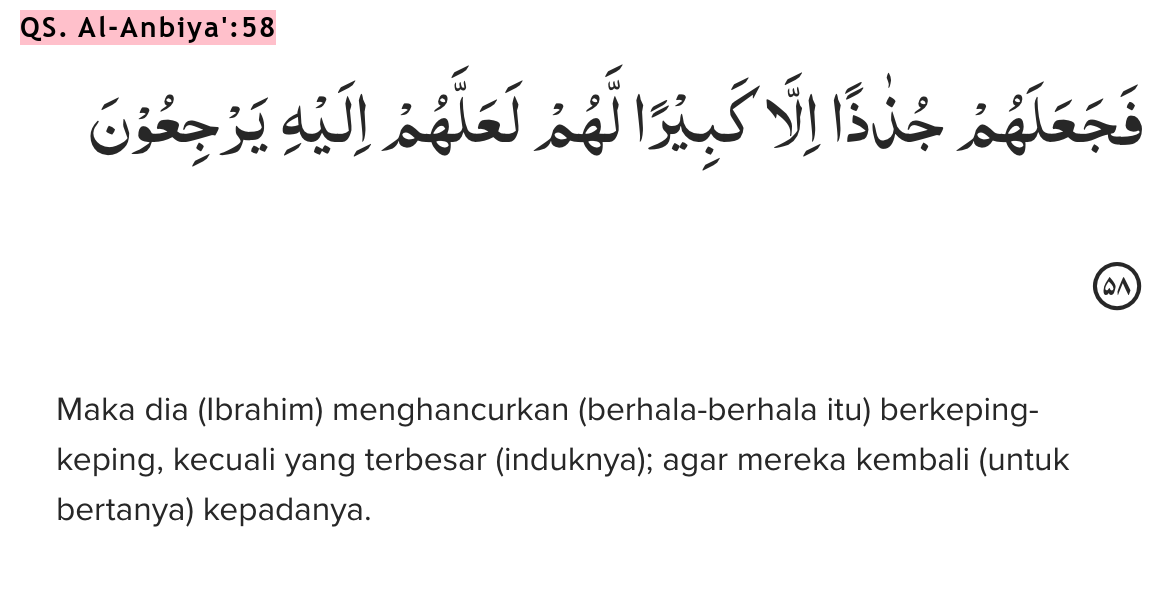 QS. Al-Anbiya':58
فَجَعَلَهُمْ جُذٰذًا اِلَّا كَبِيْرًا لَّهُمْ لَعَلَّهُمْ اِلَيْهِ يَرْجِعُوْنَ
۵۸
Maka dia (Ibrahim) menghancurkan (berhala-berhala itu) berkeping-
keping, kecuali yang terbesar (induknya); agar mereka kembali (untuk
bertanya) kepadanya.